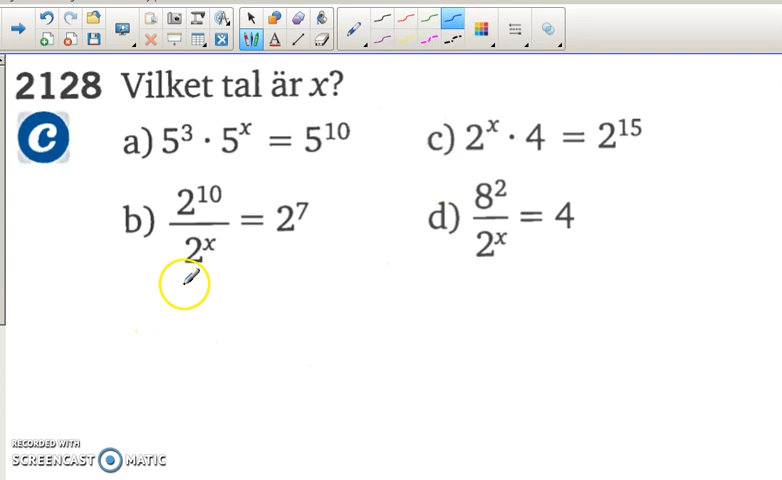 2128 Vilket tal är x?
C
a) 5³ · 5ˣ = 5¹⁰
c) 2ˣ · 4 = 2¹⁵
b) 2¹⁰/2ˣ = 2⁷
d) 8²/2ˣ = 4
RECORDED WITH
SCREENCAST MATIC